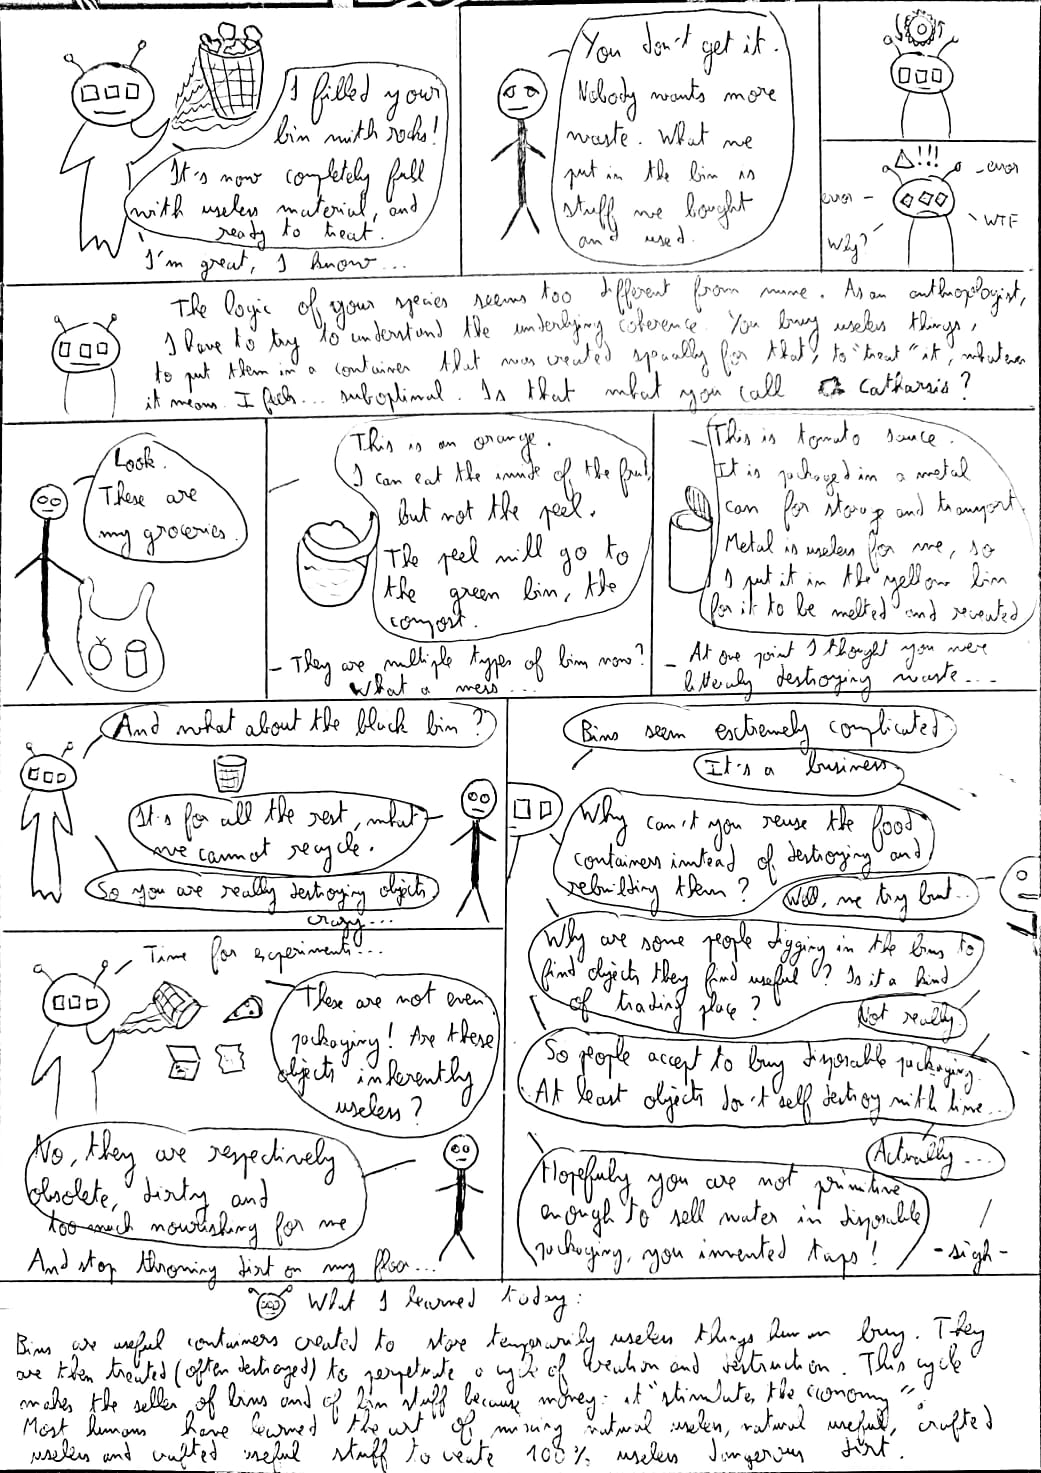 I filled your
bin with rocks!
It's now completely full
with useless material, and
ready to treat.
I'm great, I know...
You don't get it.
Nobody wants more
waste. What we
put in the bin is
stuff we bought
and used.
!!!
error
error
WTF
Why?
The logic of your species seems too different from mine. As an anthropologist,
I have to try to understand the underlying coherence. You buy useless things,
to put them in a container that was created specially for that, to "treat" it, whatever
it means. I feel... suboptimal. Is that what you call Catharsis?
Look.
These are
my groceries.
This is an orange.
I can eat the inside of the fruit
but not the peel.
The peel will go to
the green bin, the
compost.
- They are multiple types of bin now?
What a mess...
This is tomato sauce.
It is packaged in a metal
can for storage and transport.
Metal is useless for me, so
I put it in the yellow bin
for it to be melted and recreated
- At one point I thought you were
litteraly destroying waste...
And what about the black bin?
It's for all the rest, what
we cannot recycle.
So you are really destroying objects
crazy...
Bins seem extremely complicated
It's a business.
Why can't you reuse the food
containers instead of destroying and
rebuilding them?
Well, we try but...
Why are some people digging in the bins to
find objects they find useful? Is it a kind
of trading place?
Not really.
So people accept to buy disposable packaging.
At least objects don't self destroy with time...
Actually...
Hopefuly you are not primitive
enough to sell water in disposable
packaging, you invented taps!
-sigh-
Time for experiments...
These are not even
packaging! Are these
objects inherently
useless?
No, they are respectively
obsolete, dirty and
too much nourishing for me
And stop throwing dirt on my floor...
What I learned today:
Bins are useful containers created to store temporarily useless things human buy. They
are then treated (often destroyed) to perpetuate a cycle of creation and destruction. This cycle
makes the seller of bins and of bin stuff because money: it "stimulates the economy".
Most humans have learned the art of mixing natural useless, natural useful, crafted
useless and crafted useful stuff to create 100% useless dangerous dirt.